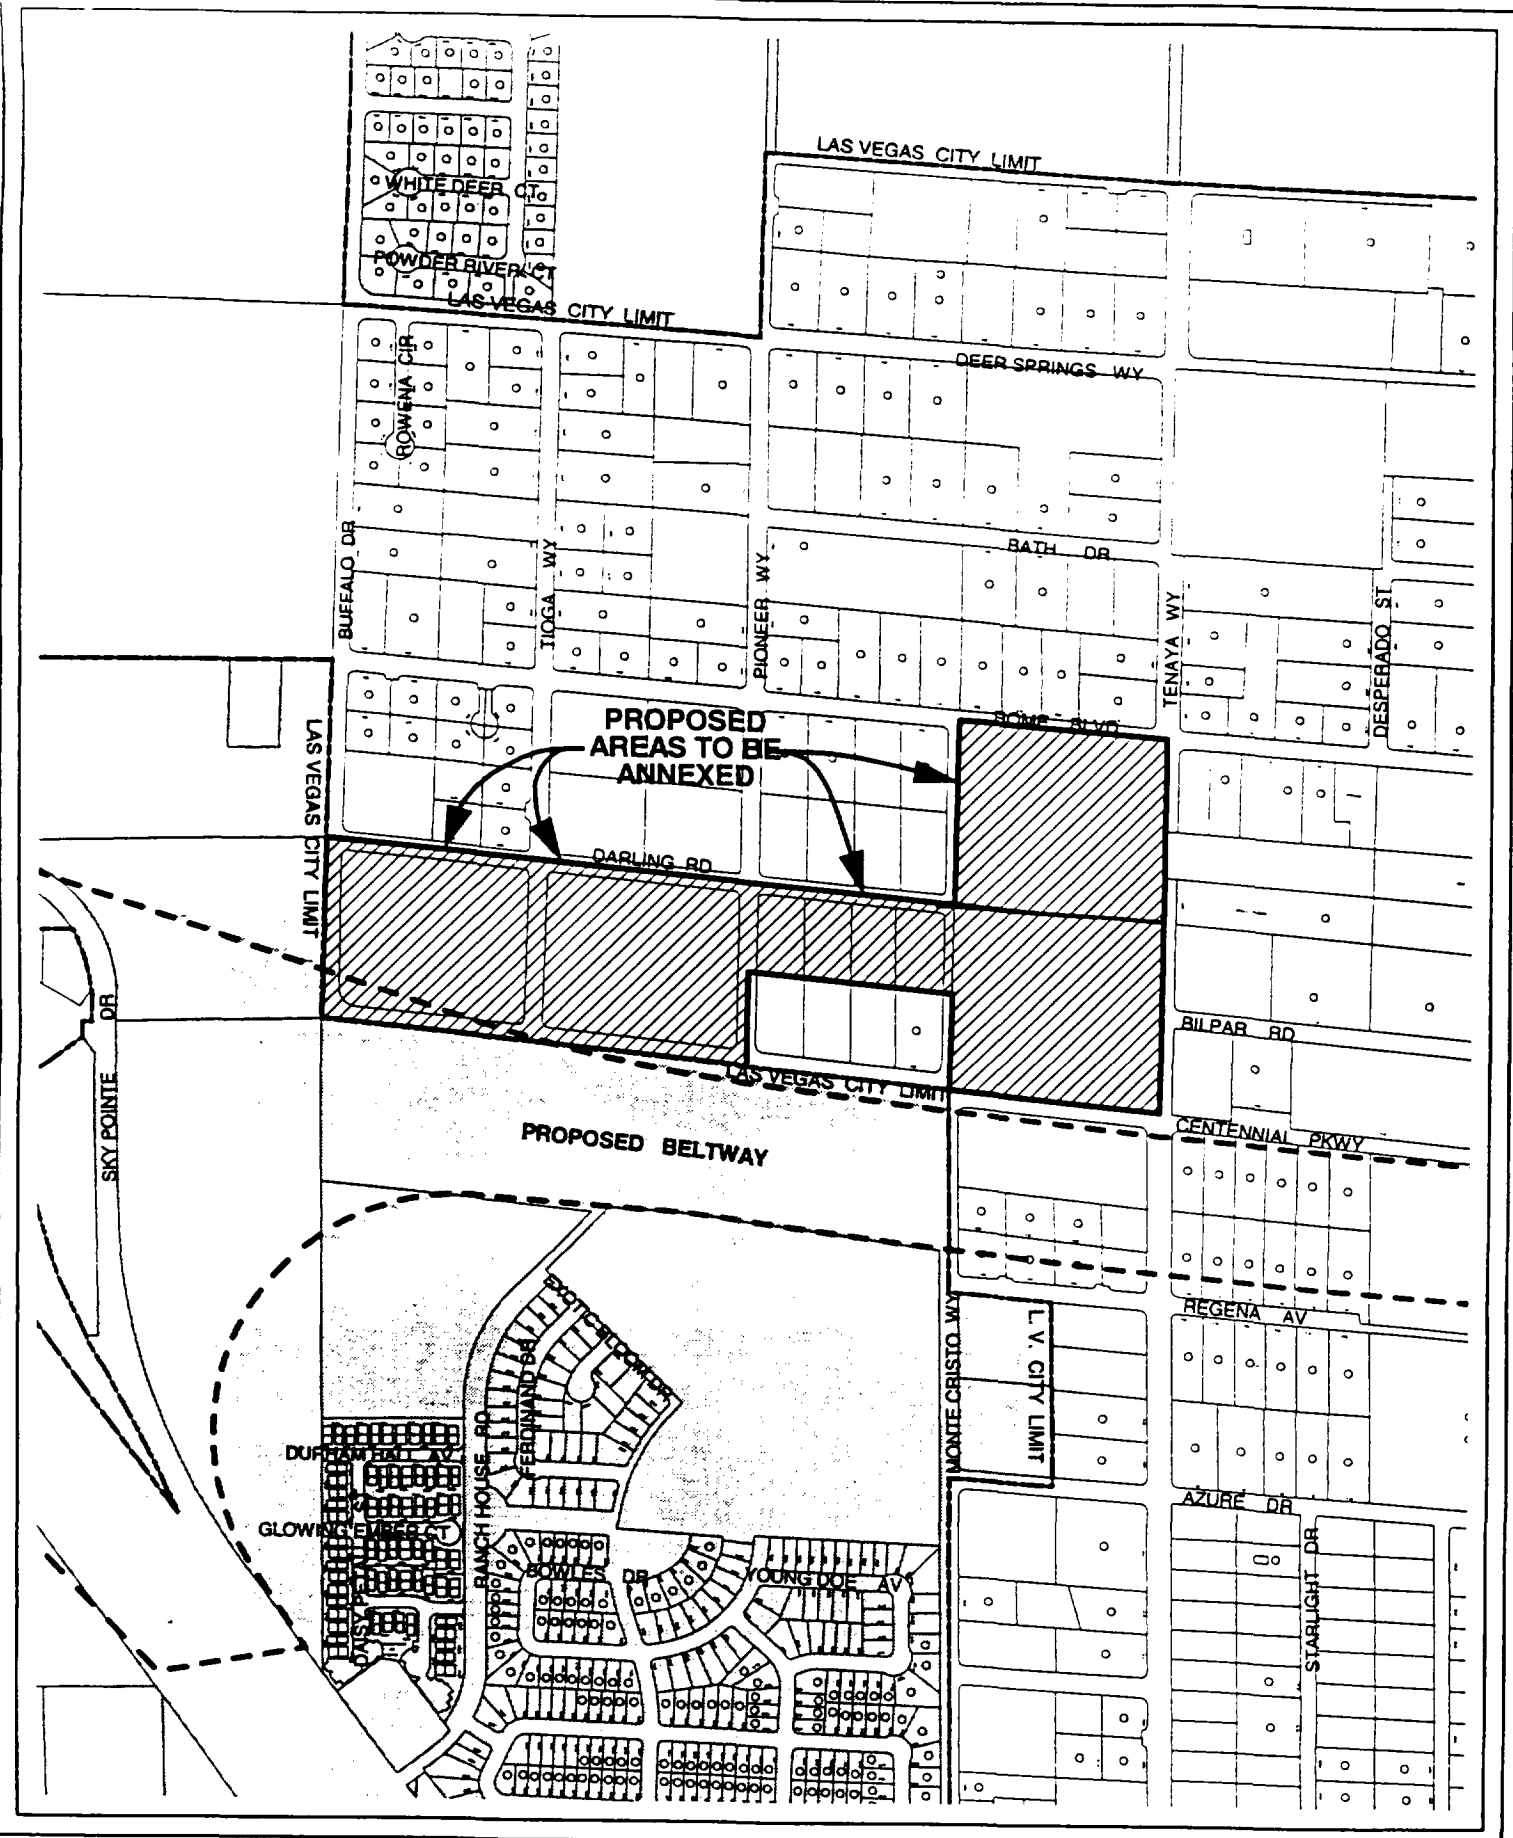 LAS VEGAS CITY LIMIT
WHITE DEER CT
POWDER RIVER CT
LAS VEGAS CITY LIMIT
ROWENA CIR
DEER SPRINGS WY
BUFFALO DR
TIOGA WY
PIONEER WY
BATH DR
TENAYA WY
DESPERADO ST
LAS VEGAS CITY LIMIT
PROPOSED
AREAS TO BE
ANNEXED
ROME BLVD
DARLING RD
SKY POINTE DR
BILPAR RD
LAS VEGAS CITY LIMIT
PROPOSED BELTWAY
CENTENNIAL PKWY
REGENA AV
MONTE CRISTO WY
L. V. CITY LIMIT
FERDINAND DR
RANCH HOUSE RD
DURHAM HALL AV
GLOWING EMBER CT
AZURE DR
STARLIGHT DR
BOWLES DR
YOUNG DOE AV